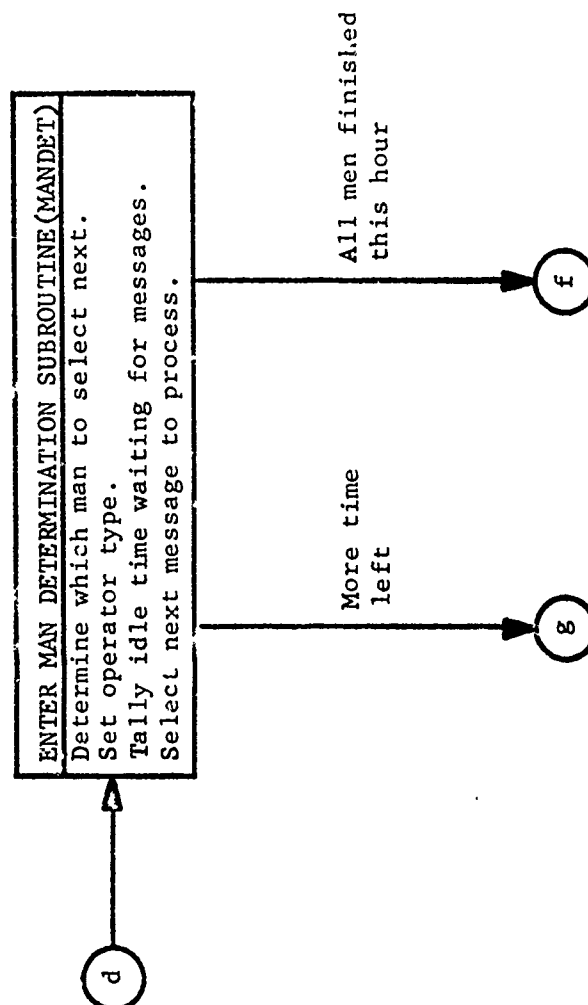 d
ENTER MAN DETERMINATION SUBROUTINE(MANDET)
Determine which man to select next.
Set operator type.
Tally idle time waiting for messages.
Select next message to process.
More time
left
All men finished
this hour
g
f